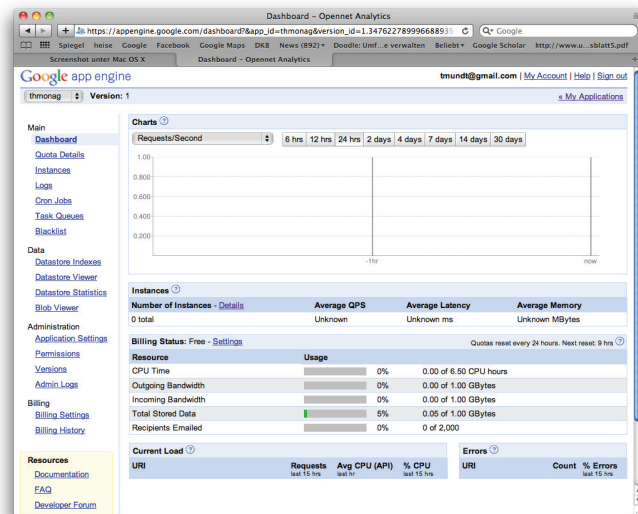 Dashboard – Opennet Analytics
https://appengine.google.com/dashboard?&app_id=thmonag&version_id=1.347622789996688935
Google
Spiegel heise Google Facebook Google Maps DKB News (892) Doodle: Umf...e verwalten Beliebt Google Scholar http://www.u...sblatt5.pdf
Screenshot unter Mac OS X Dashboard – Opennet Analytics
Google app engine
tmundt@gmail.com | My Account | Help | Sign out
thmonag Version: 1 « My Applications
Main
Dashboard
Quota Details
Instances
Logs
Cron Jobs
Task Queues
Blacklist
Data
Datastore Indexes
Datastore Viewer
Datastore Statistics
Blob Viewer
Administration
Application Settings
Permissions
Versions
Admin Logs
Billing
Billing Settings
Billing History
Resources
Documentation
FAQ
Developer Forum
Charts ?
Requests/Second 6 hrs 12 hrs 24 hrs 2 days 4 days 7 days 14 days 30 days
1.00
0.800
0.600
0.400
0.200
-1hr now
Instances ?
Number of Instances - Details Average QPS Average Latency Average Memory
0 total Unknown Unknown ms Unknown MBytes
Billing Status: Free - Settings Quotas reset every 24 hours. Next reset: 9 hrs ?
Resource Usage
CPU Time 0% 0.00 of 6.50 CPU hours
Outgoing Bandwidth 0% 0.00 of 1.00 GBytes
Incoming Bandwidth 0% 0.00 of 1.00 GBytes
Total Stored Data 5% 0.05 of 1.00 GBytes
Recipients Emailed 0% 0 of 2,000
Current Load ?
URI Requests last 15 hrs Avg CPU (API) last hr % CPU last 15 hrs
Errors ?
URI Count % Errors last 15 hrs